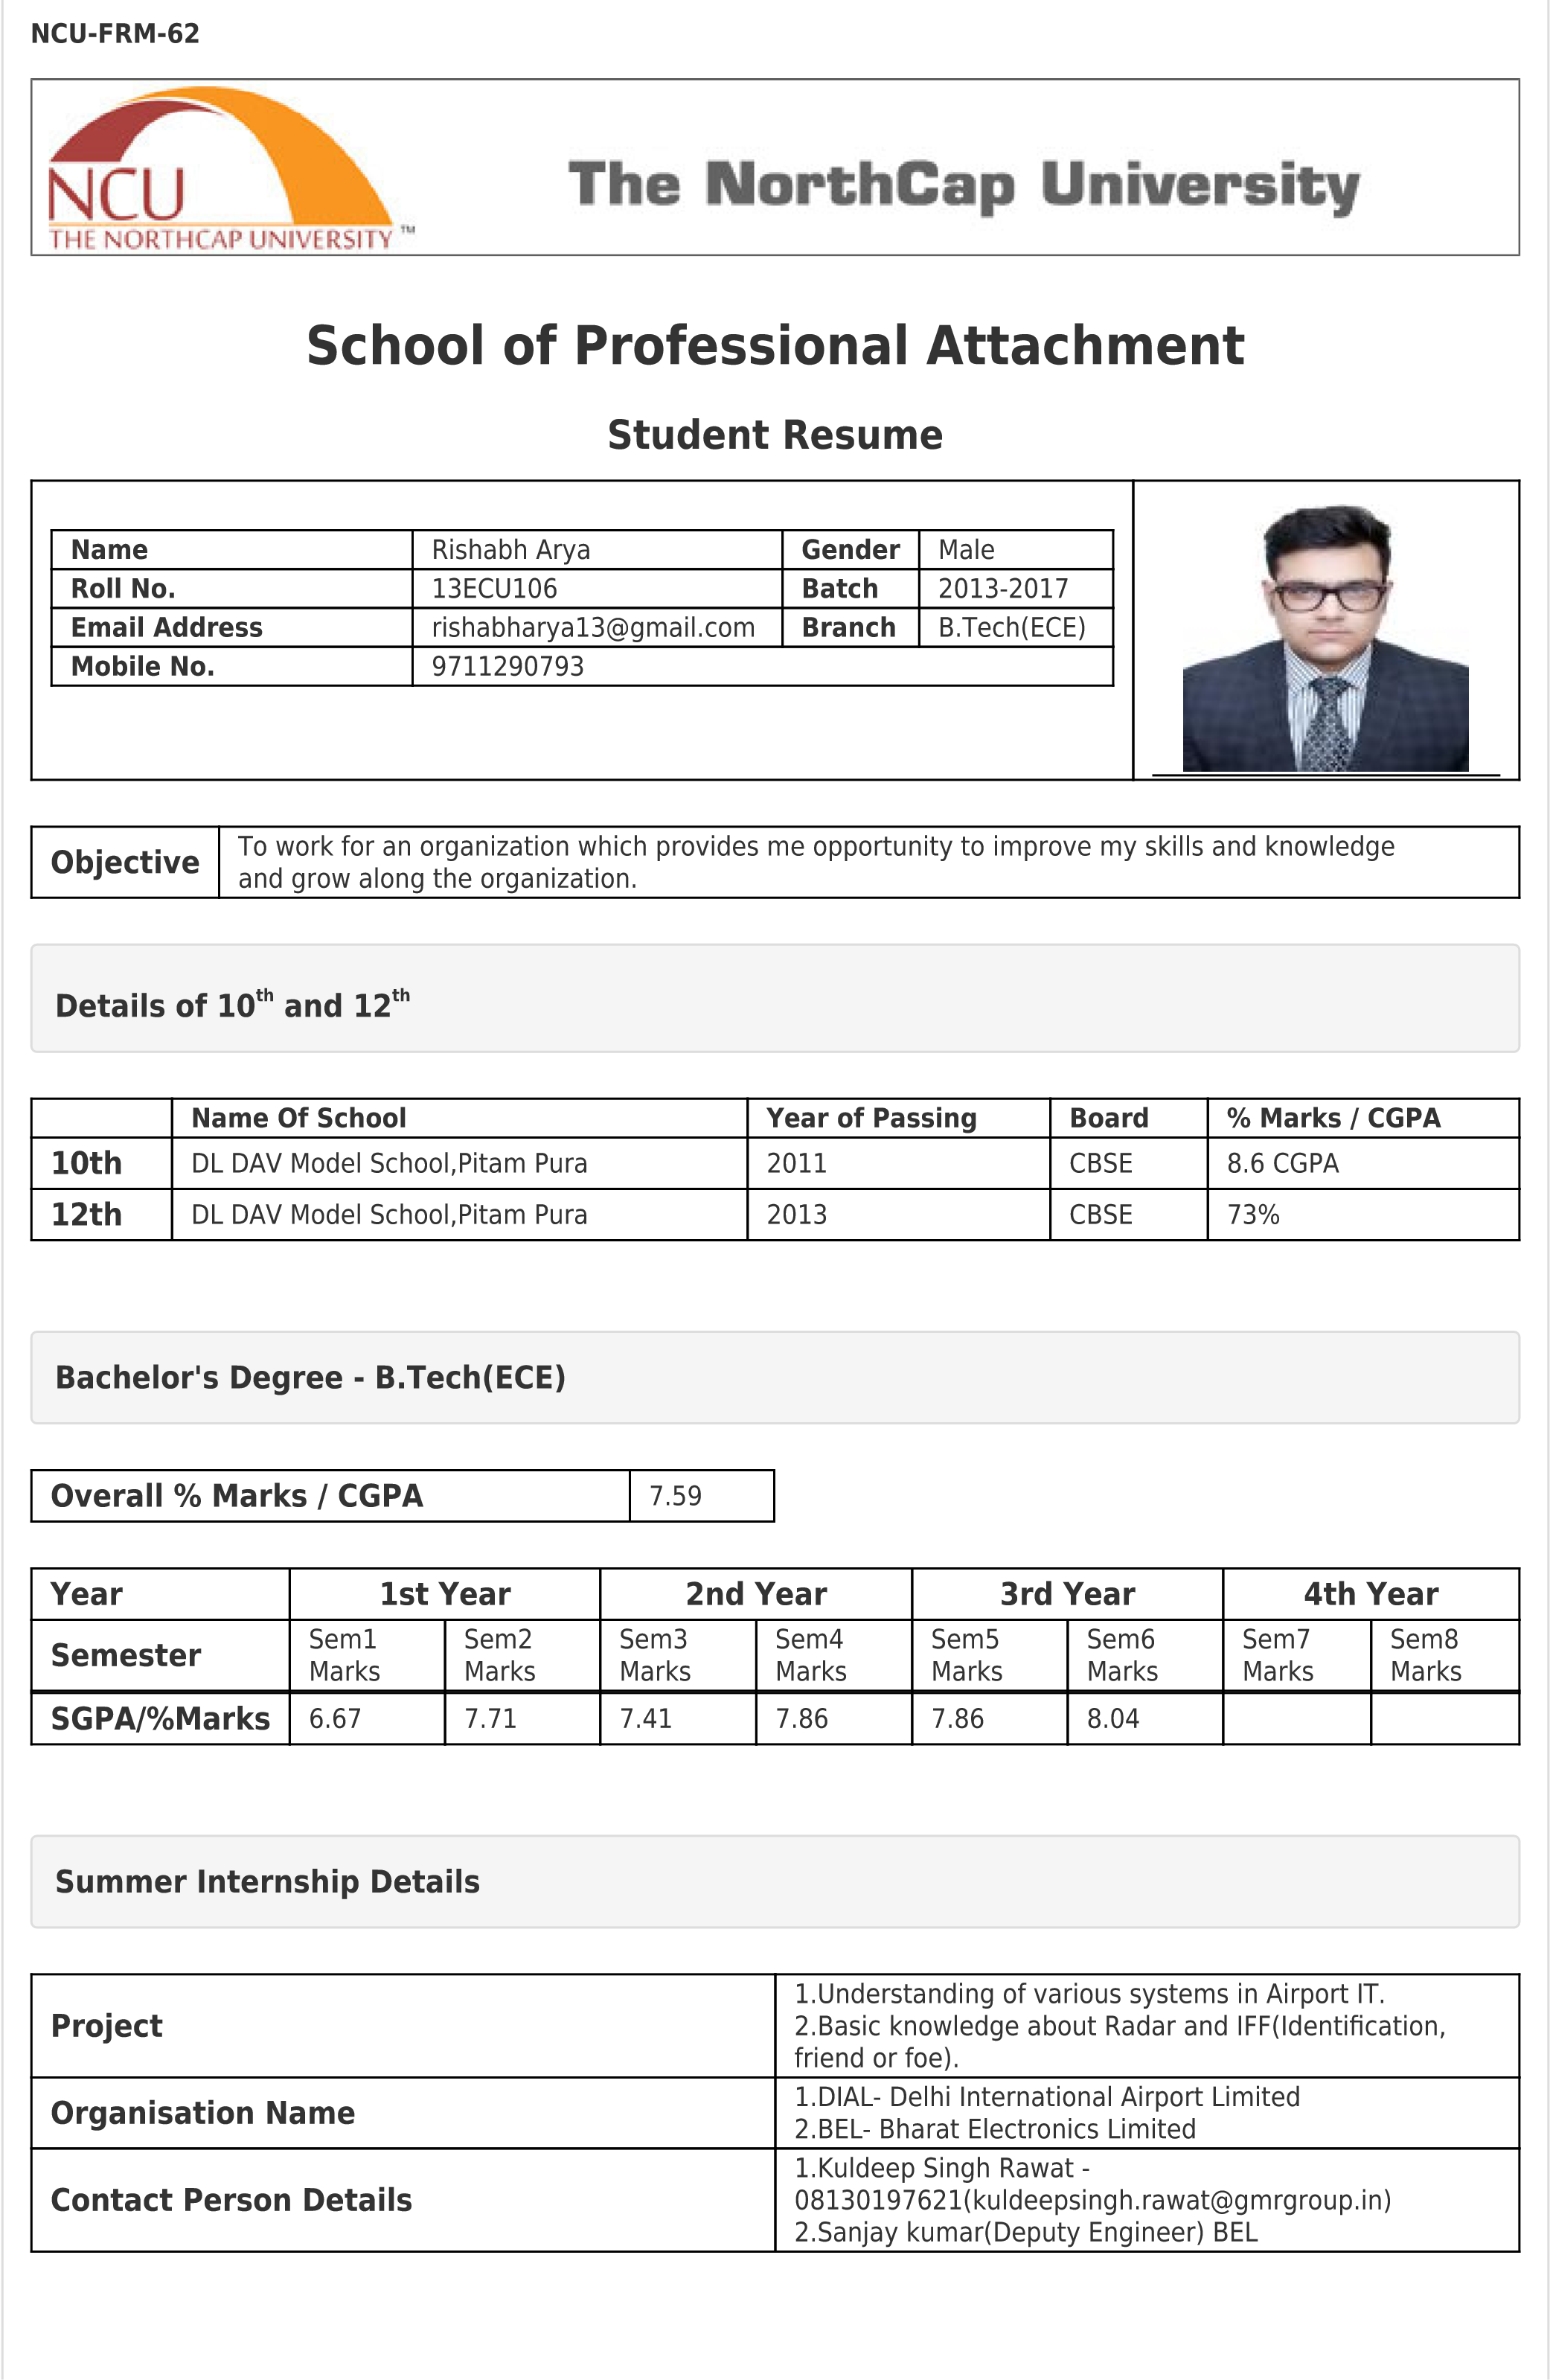 NCU-FRM-62
NCU
THE NORTHCAP UNIVERSITY ™
The NorthCap University
School of Professional Attachment
Student Resume
Name Rishabh Arya Gender Male
Roll No. 13ECU106 Batch 2013-2017
Email Address rishabharya13@gmail.com Branch B.Tech(ECE)
Mobile No. 9711290793
Objective To work for an organization which provides me opportunity to improve my skills and knowledge
and grow along the organization.
Details of 10th and 12th
Name Of School Year of Passing Board % Marks / CGPA
10th DL DAV Model School,Pitam Pura 2011 CBSE 8.6 CGPA
12th DL DAV Model School,Pitam Pura 2013 CBSE 73%
Bachelor's Degree - B.Tech(ECE)
Overall % Marks / CGPA 7.59
Year 1st Year 2nd Year 3rd Year 4th Year
Semester Sem1 Marks Sem2 Marks Sem3 Marks Sem4 Marks Sem5 Marks Sem6 Marks Sem7 Marks Sem8 Marks
SGPA/%Marks 6.67 7.71 7.41 7.86 7.86 8.04
Summer Internship Details
Project
1.Understanding of various systems in Airport IT.
2.Basic knowledge about Radar and IFF(Identification,
friend or foe).
Organisation Name
1.DIAL- Delhi International Airport Limited
2.BEL- Bharat Electronics Limited
Contact Person Details
1.Kuldeep Singh Rawat -
08130197621(kuldeepsingh.rawat@gmrgroup.in)
2.Sanjay kumar(Deputy Engineer) BEL